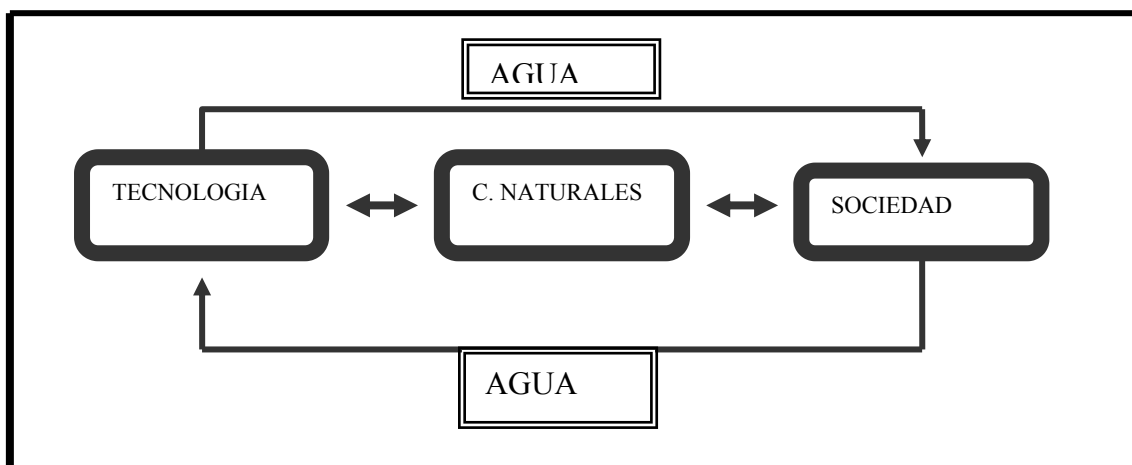 AGUA
TECNOLOGIA
C. NATURALES
SOCIEDAD
AGUA